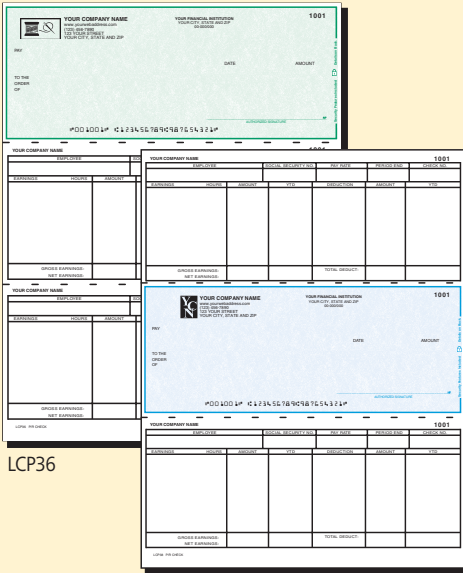 YOUR COMPANY NAME
www.yourwebaddress.com
(123) 456-7890
123 YOUR STREET
YOUR CITY, STATE AND ZIP
YOUR FINANCIAL INSTITUTION
YOUR CITY, STATE AND ZIP
00-000/000
1001
PAY
DATE AMOUNT
TO THE
ORDER
OF
AUTHORIZED SIGNATURE
⑈001001⑈ ⑆123456789⑆987654321⑈
YOUR COMPANY NAME
EMPLOYEE
EARNINGS HOURS AMOUNT
GROSS EARNINGS:
NET EARNINGS:
YOUR COMPANY NAME
EMPLOYEE
EARNINGS HOURS AMOUNT
GROSS EARNINGS:
NET EARNINGS:
LCP36
YOUR COMPANY NAME 1001
EMPLOYEE SOCIAL SECURITY NO. PAY RATE PERIOD END CHECK NO.
EARNINGS HOURS AMOUNT YTD DEDUCTION AMOUNT YTD
GROSS EARNINGS: TOTAL DEDUCT:
NET EARNINGS:
YCN
YOUR COMPANY NAME
www.yourwebaddress.com
(123) 456-7890
123 YOUR STREET
YOUR CITY, STATE AND ZIP
YOUR FINANCIAL INSTITUTION
YOUR CITY, STATE AND ZIP
00-000/000
1001
PAY
DATE AMOUNT
TO THE
ORDER
OF
AUTHORIZED SIGNATURE
⑈001001⑈ ⑆123456789⑆987654321⑈
YOUR COMPANY NAME 1001
EMPLOYEE SOCIAL SECURITY NO. PAY RATE PERIOD END CHECK NO.
EARNINGS HOURS AMOUNT YTD DEDUCTION AMOUNT YTD
GROSS EARNINGS: TOTAL DEDUCT:
NET EARNINGS: